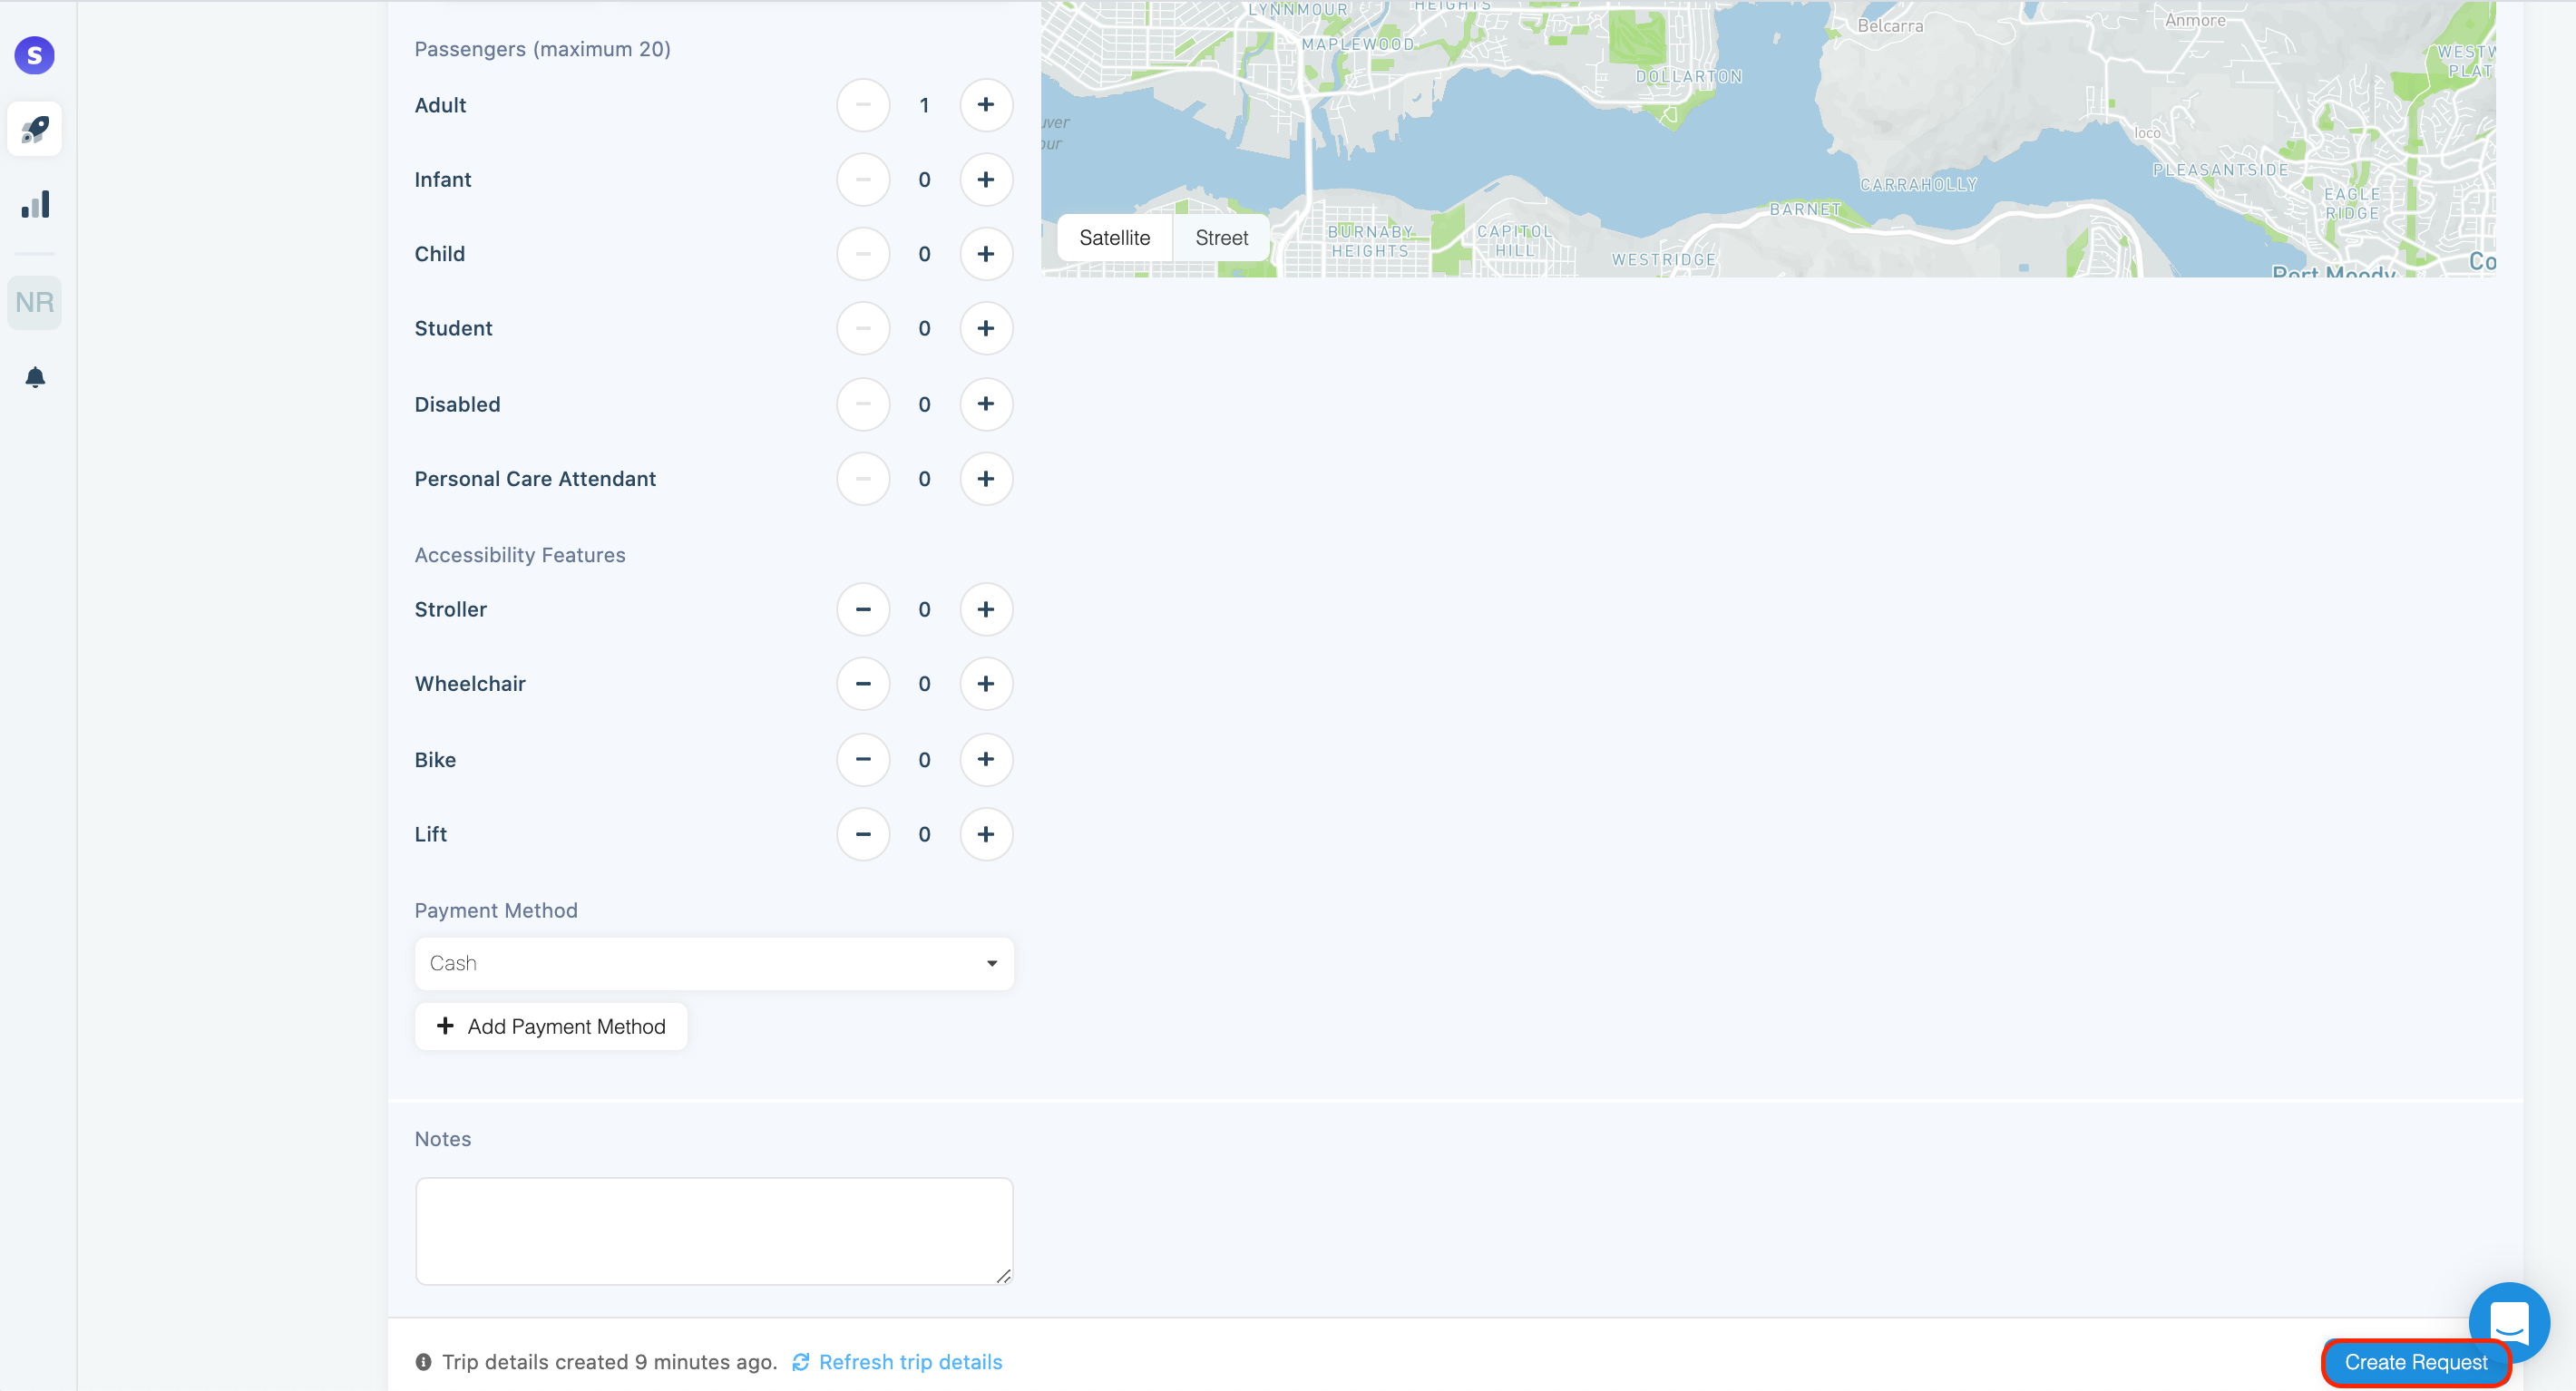 S
NR
Passengers (maximum 20)
Adult
1
Infant
0
Child
0
Student
0
Disabled
0
Personal Care Attendant
0
Accessibility Features
Stroller
0
Wheelchair
0
Bike
0
Lift
0
Payment Method
Cash
Add Payment Method
Notes
Trip details created 9 minutes ago.
Refresh trip details
Create Request
LYNNMOUR
HEIGHTS
MAPLEWOOD
DOLLARTON
Belcarra
Anmore
Ioco
PLEASANTSIDE
EAGLE
RIDGE
CARRAHOLLY
BARNET
BURNABY
HEIGHTS
CAPITOL
HILL
WESTRIDGE
Port Moody
Satellite
Street